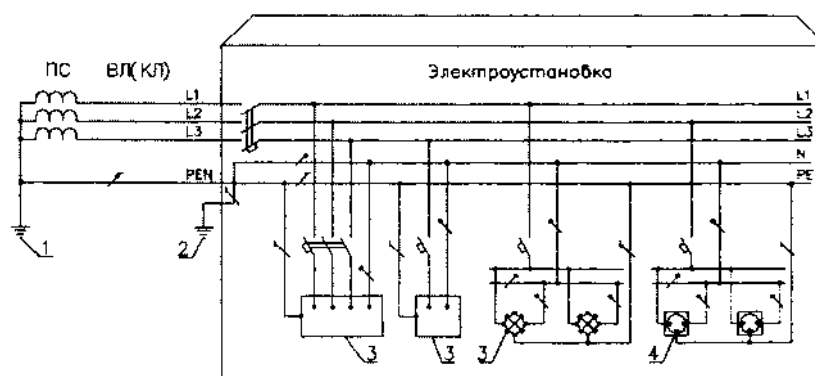 ПС ВЛ(КЛ) Электроустановка
L1 L1
L2 L2
L3 L3
N
PEN PE
1 2
3 3 3 4